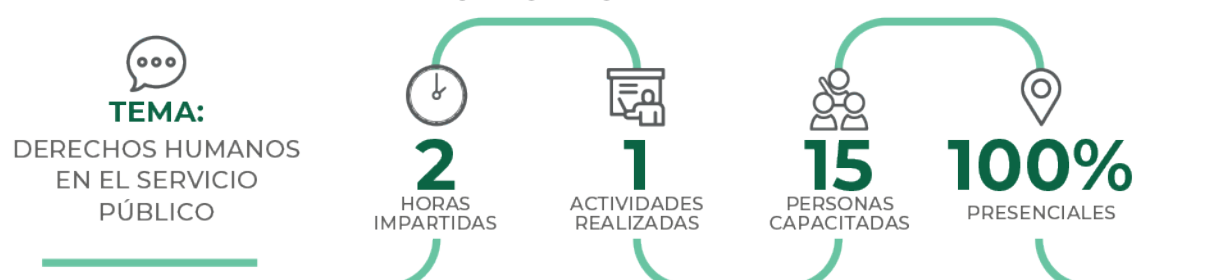 TEMA:
DERECHOS HUMANOS
EN EL SERVICIO
PÚBLICO
2
HORAS
IMPARTIDAS
1
ACTIVIDADES
REALIZADAS
15
PERSONAS
CAPACITADAS
100%
PRESENCIALES